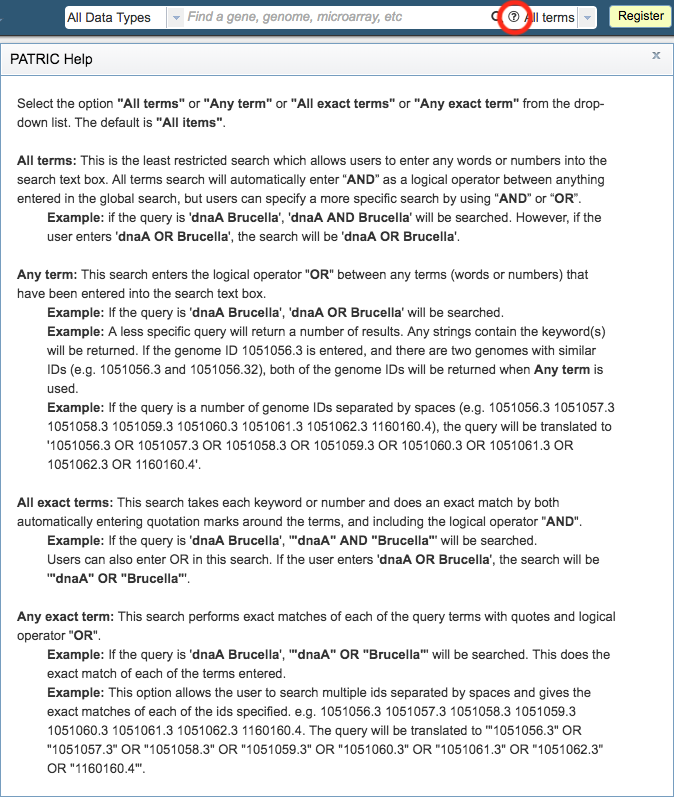 All Data Types Find a gene, genome, microarray, etc All terms Register
PATRIC Help x
Select the option "All terms" or "Any term" or "All exact terms" or "Any exact term" from the drop-
down list. The default is "All items".
All terms: This is the least restricted search which allows users to enter any words or numbers into the
search text box. All terms search will automatically enter “AND” as a logical operator between anything
entered in the global search, but users can specify a more specific search by using “AND” or “OR”.
Example: if the query is 'dnaA Brucella', 'dnaA AND Brucella' will be searched. However, if the
user enters 'dnaA OR Brucella', the search will be 'dnaA OR Brucella'.
Any term: This search enters the logical operator "OR" between any terms (words or numbers) that
have been entered into the search text box.
Example: If the query is 'dnaA Brucella', 'dnaA OR Brucella' will be searched.
Example: A less specific query will return a number of results. Any strings contain the keyword(s)
will be returned. If the genome ID 1051056.3 is entered, and there are two genomes with similar
IDs (e.g. 1051056.3 and 1051056.32), both of the genome IDs will be returned when Any term is
used.
Example: If the query is a number of genome IDs separated by spaces (e.g. 1051056.3 1051057.3
1051058.3 1051059.3 1051060.3 1051061.3 1051062.3 1160160.4), the query will be translated to
'1051056.3 OR 1051057.3 OR 1051058.3 OR 1051059.3 OR 1051060.3 OR 1051061.3 OR
1051062.3 OR 1160160.4'.
All exact terms: This search takes each keyword or number and does an exact match by both
automatically entering quotation marks around the terms, and including the logical operator "AND".
Example: If the query is 'dnaA Brucella', '"dnaA" AND "Brucella"' will be searched.
Users can also enter OR in this search. If the user enters 'dnaA OR Brucella', the search will be
'"dnaA" OR "Brucella"'.
Any exact term: This search performs exact matches of each of the query terms with quotes and logical
operator "OR".
Example: If the query is 'dnaA Brucella', '"dnaA" OR "Brucella"' will be searched. This does the
exact match of each of the terms entered.
Example: This option allows the user to search multiple ids separated by spaces and gives the
exact matches of each of the ids specified. e.g. 1051056.3 1051057.3 1051058.3 1051059.3
1051060.3 1051061.3 1051062.3 1160160.4. The query will be translated to '"1051056.3" OR
"1051057.3" OR "1051058.3" OR "1051059.3" OR "1051060.3" OR "1051061.3" OR "1051062.3"
OR "1160160.4"'.